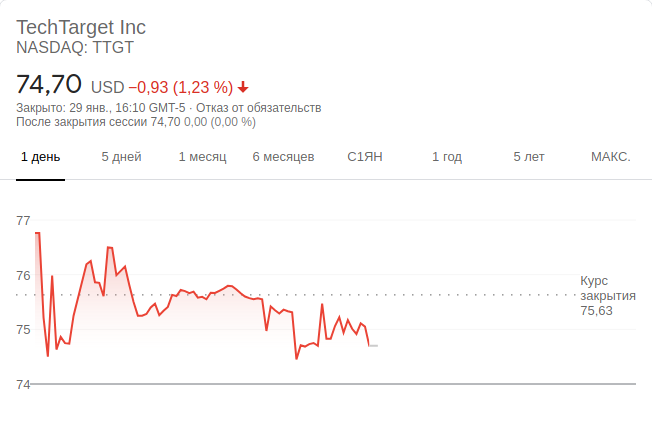 TechTarget Inc
NASDAQ: TTGT
74,70 USD −0,93 (1,23 %)
Закрыто: 29 янв., 16:10 GMT-5 · Отказ от обязательств
После закрытия сессии 74,70 0,00 (0,00 %)
1 день 5 дней 1 месяц 6 месяцев С1ЯН 1 год 5 лет МАКС.
77
76
Курс
закрытия
75,63
75
74